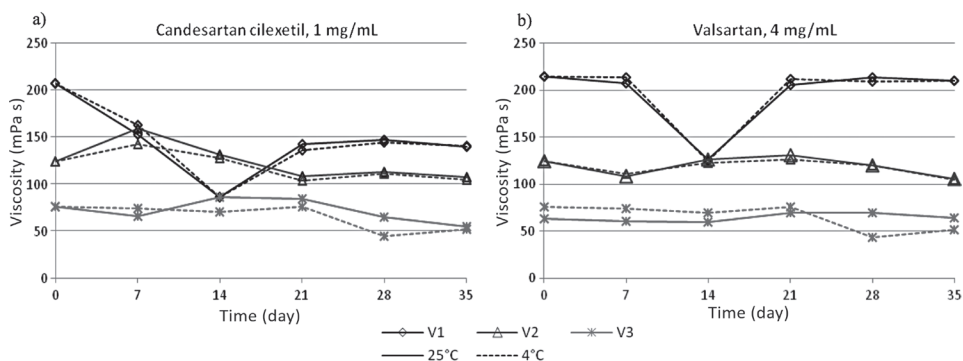 a)
Candesartan cilexetil, 1 mg/mL
250
200
150
100
50
0
Viscosity (mPa s)
0 7 14 21 28 35
Time (day)
b)
Valsartan, 4 mg/mL
250
200
150
100
50
0
Viscosity (mPa s)
0 7 14 21 28 35
Time (day)
V1 V2 V3
25°C 4°C